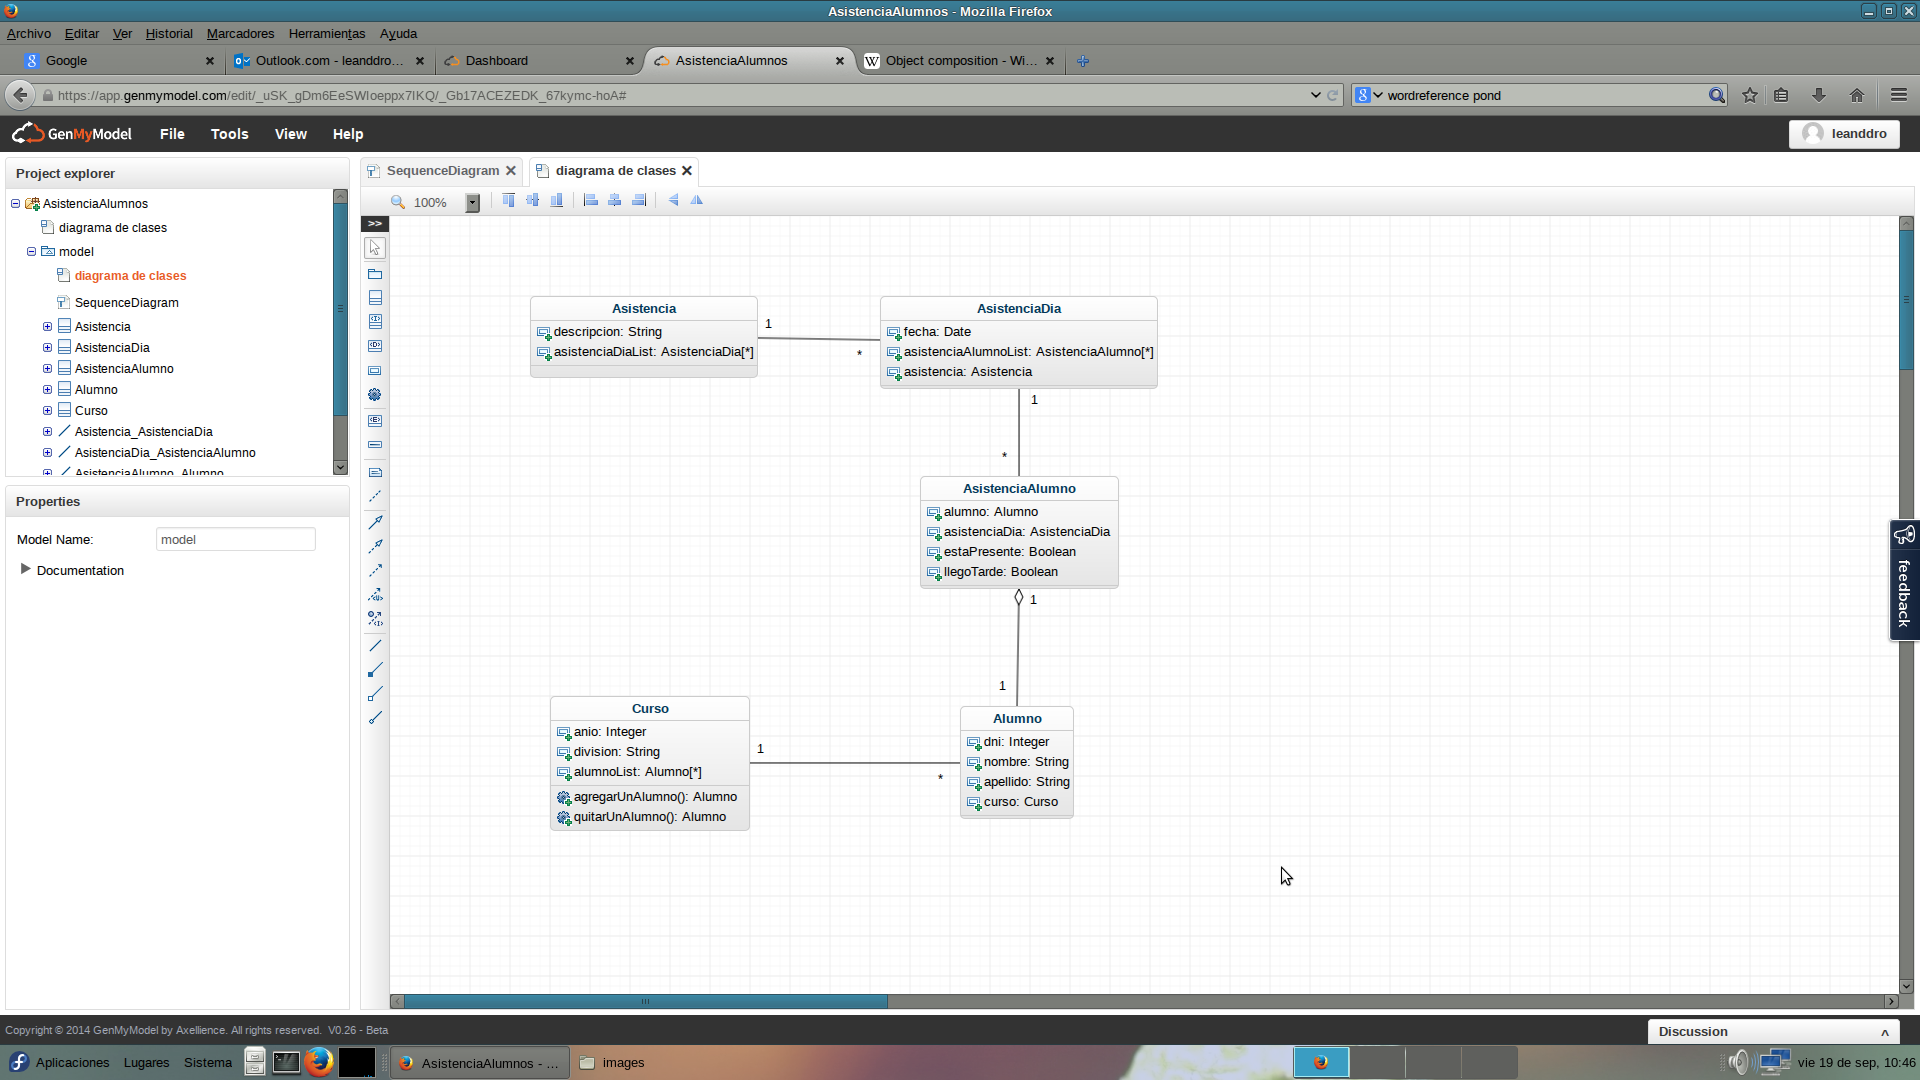 AsistenciaAlumnos - Mozilla Firefox
Archivo Editar Ver Historial Marcadores Herramientas Ayuda
Google
Outlook.com - leanddro...
Dashboard
AsistenciaAlumnos
Object composition - Wi...
https://app.genmymodel.com/edit/_uSK_gDm6EeSWIoeppx7IKQ/_Gb17ACEZEDK_67kymc-hoA#
wordreference pond
GenMyModel File Tools View Help
leanddro
Project explorer
AsistenciaAlumnos
diagrama de clases
model
diagrama de clases
SequenceDiagram
Asistencia
AsistenciaDia
AsistenciaAlumno
Alumno
Curso
Asistencia_AsistenciaDia
AsistenciaDia_AsistenciaAlumno
AsistenciaAlumno_Alumno
Properties
Model Name: model
Documentation
SequenceDiagram
diagrama de clases
100%
>>
Asistencia
descripcion: String
asistenciaDiaList: AsistenciaDia[*]
1
*
AsistenciaDia
fecha: Date
asistenciaAlumnoList: AsistenciaAlumno[*]
asistencia: Asistencia
1
*
AsistenciaAlumno
alumno: Alumno
asistenciaDia: AsistenciaDia
estaPresente: Boolean
llegoTarde: Boolean
1
1
Curso
anio: Integer
division: String
alumnoList: Alumno[*]
agregarUnAlumno(): Alumno
quitarUnAlumno(): Alumno
1
*
Alumno
dni: Integer
nombre: String
apellido: String
curso: Curso
feedback
Copyright © 2014 GenMyModel by Axellience. All rights reserved. V0.26 - Beta
Discussion
Aplicaciones Lugares Sistema
AsistenciaAlumnos - ...
images
vie 19 de sep, 10:46